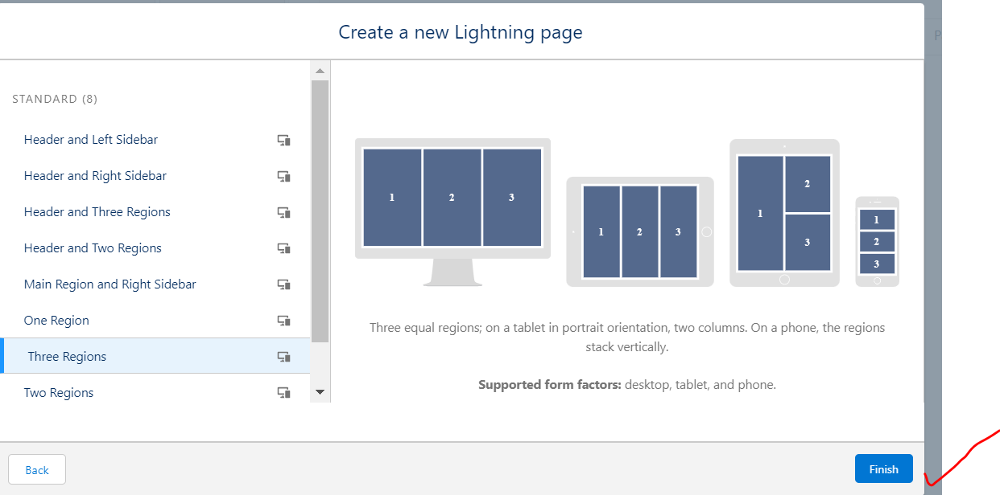 Create a new Lightning page
P
STANDARD (8)
Header and Left Sidebar
Header and Right Sidebar
Header and Three Regions
Header and Two Regions
Main Region and Right Sidebar
One Region
Three Regions
Two Regions
1 2 3
1 2 3
1 2 3
1
2
3
Three equal regions; on a tablet in portrait orientation, two columns. On a phone, the regions
stack vertically.
Supported form factors: desktop, tablet, and phone.
Back
Finish